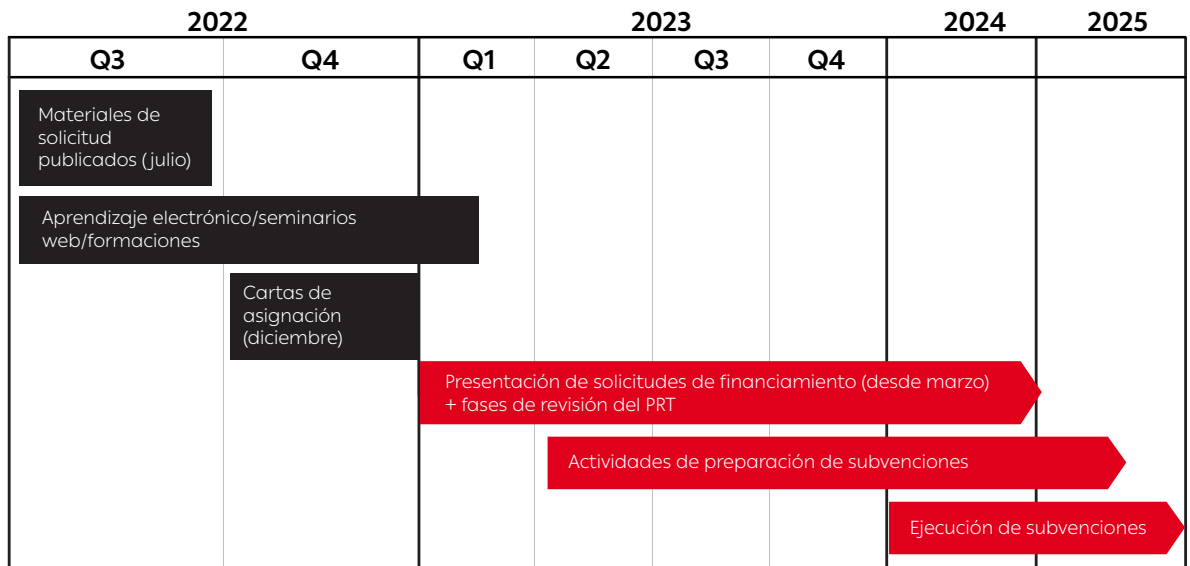 2022 2023 2024 2025
Q3 Q4 Q1 Q2 Q3 Q4
Materiales de
solicitud
publicados (julio)
Aprendizaje electrónico/seminarios
web/formaciones
Cartas de
asignación
(diciembre)
Presentación de solicitudes de financiamiento (desde marzo)
+ fases de revisión del PRT
Actividades de preparación de subvenciones
Ejecución de subvenciones